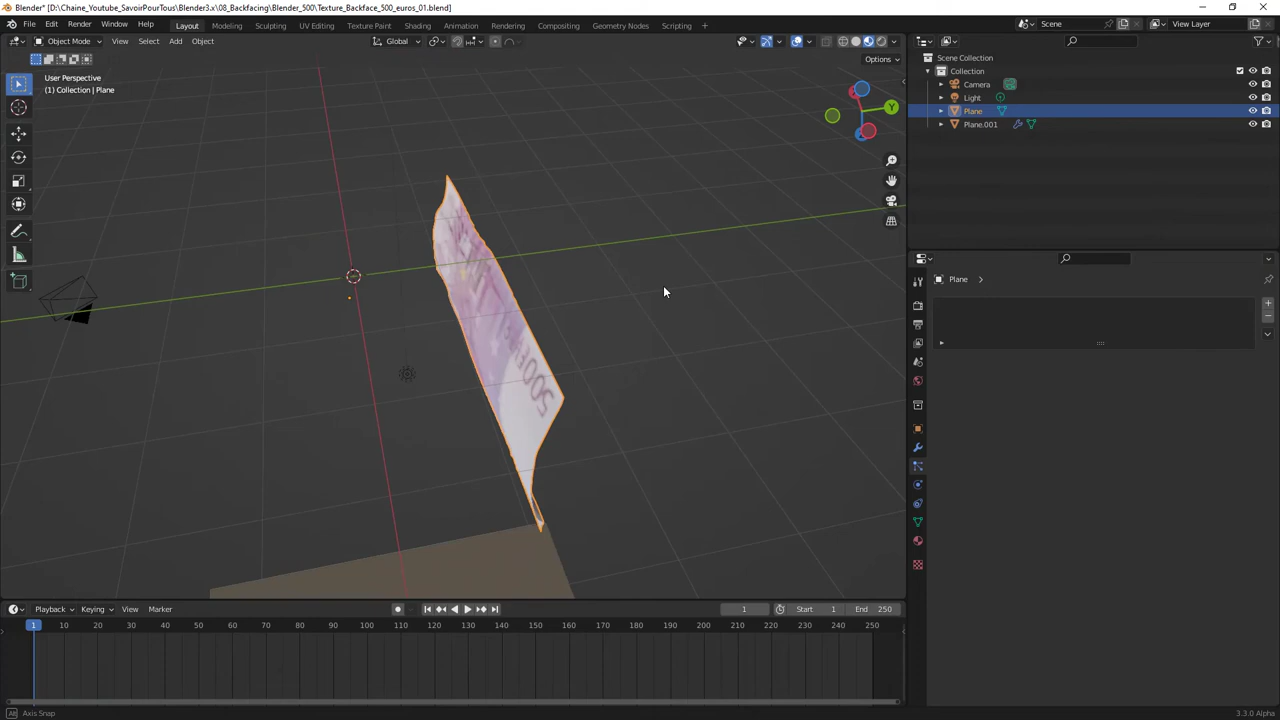 Blender* [D:\Chaine_Youtube_SavoirPourTous\Blender3.x\08_Backfacing\Blender_500\Texture_Backface_500_euros_01.blend]
File Edit Render Window Help Layout Modeling Sculpting UV Editing Texture Paint Shading Animation Rendering Compositing Geometry Nodes Scripting + Scene View Layer
Object Mode View Select Add Object Global
Options
User Perspective
(1) Collection | Plane
Y
500E
Scene Collection
Collection
Camera
Light
Plane
Plane.001
Plane
Playback Keying View Marker 1 Start 1 End 250
1 10 20 30 40 50 60 70 80 90 100 110 120 130 140 150 160 170 180 190 200 210 220 230 240 250
Axis Snap 3.3.0 Alpha